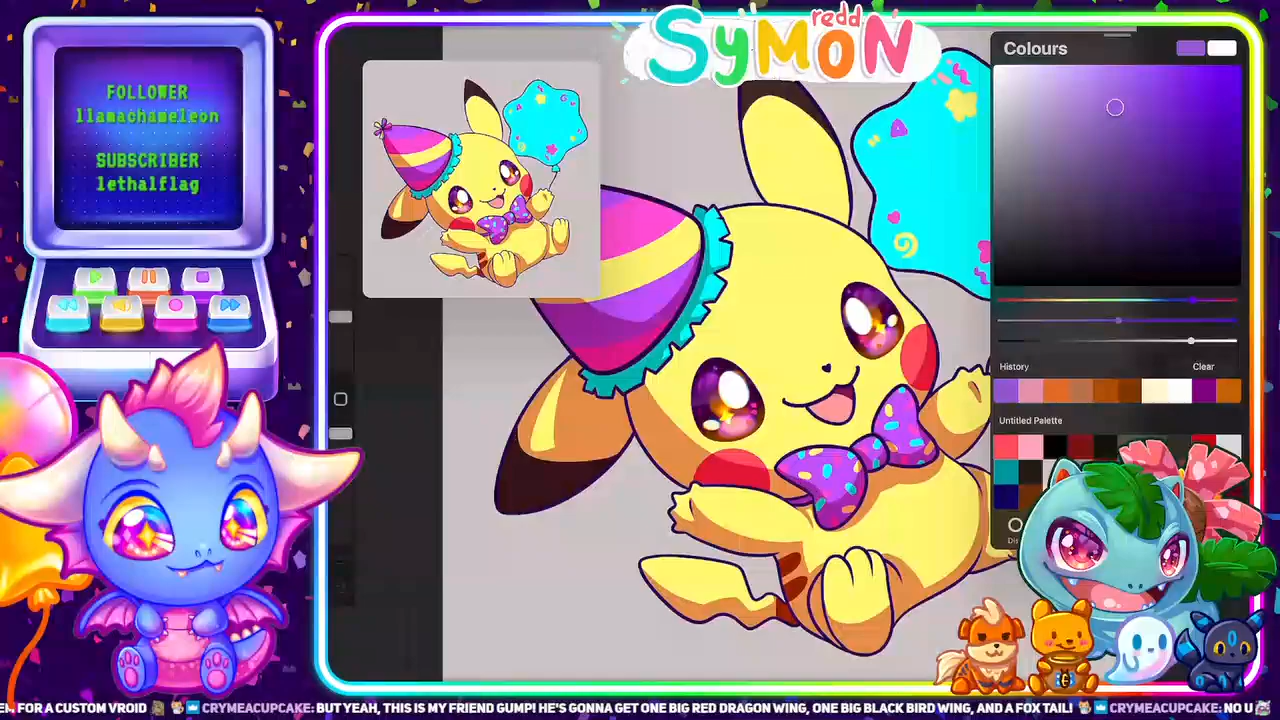 redd
SyMON
FOLLOWER
llamachameleon
SUBSCRIBER
lethalflag
Colours
History
Clear
Untitled Palette
FOR A CUSTOM VROID CRYMEACUPCAKE: BUT YEAH, THIS IS MY FRIEND GUMP! HE'S GONNA GET ONE BIG RED DRAGON WING, ONE BIG BLACK BIRD WING, AND A FOX TAILI CRYMEACUPCAKE: NO U